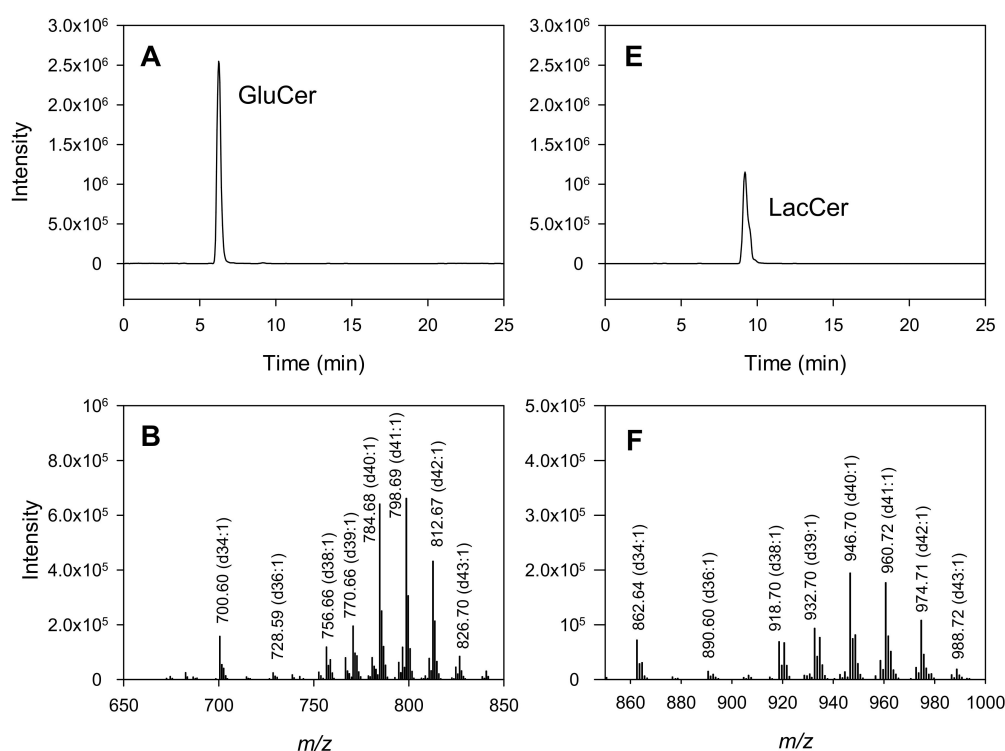 A
GluCer
Intensity
3.0x10⁶
2.5x10⁶
2.0x10⁶
1.5x10⁶
10⁶
5.0x10⁵
0
0 5 10 15 20 25
Time (min)
E
LacCer
3.0x10⁶
2.5x10⁶
2.0x10⁶
1.5x10⁶
10⁶
5.0x10⁵
0
0 5 10 15 20 25
Time (min)
B
Intensity
10⁶
8.0x10⁵
6.0x10⁵
4.0x10⁵
2.0x10⁵
0
700.60 (d34:1)
728.59 (d36:1)
756.66 (d38:1)
770.66 (d39:1)
784.68 (d40:1)
798.69 (d41:1)
812.67 (d42:1)
826.70 (d43:1)
650 700 750 800 850
m/z
F
5.0x10⁵
4.0x10⁵
3.0x10⁵
2.0x10⁵
10⁵
0
862.64 (d34:1)
890.60 (d36:1)
918.70 (d38:1)
932.70 (d39:1)
946.70 (d40:1)
960.72 (d41:1)
974.71 (d42:1)
988.72 (d43:1)
860 880 900 920 940 960 980 1000
m/z